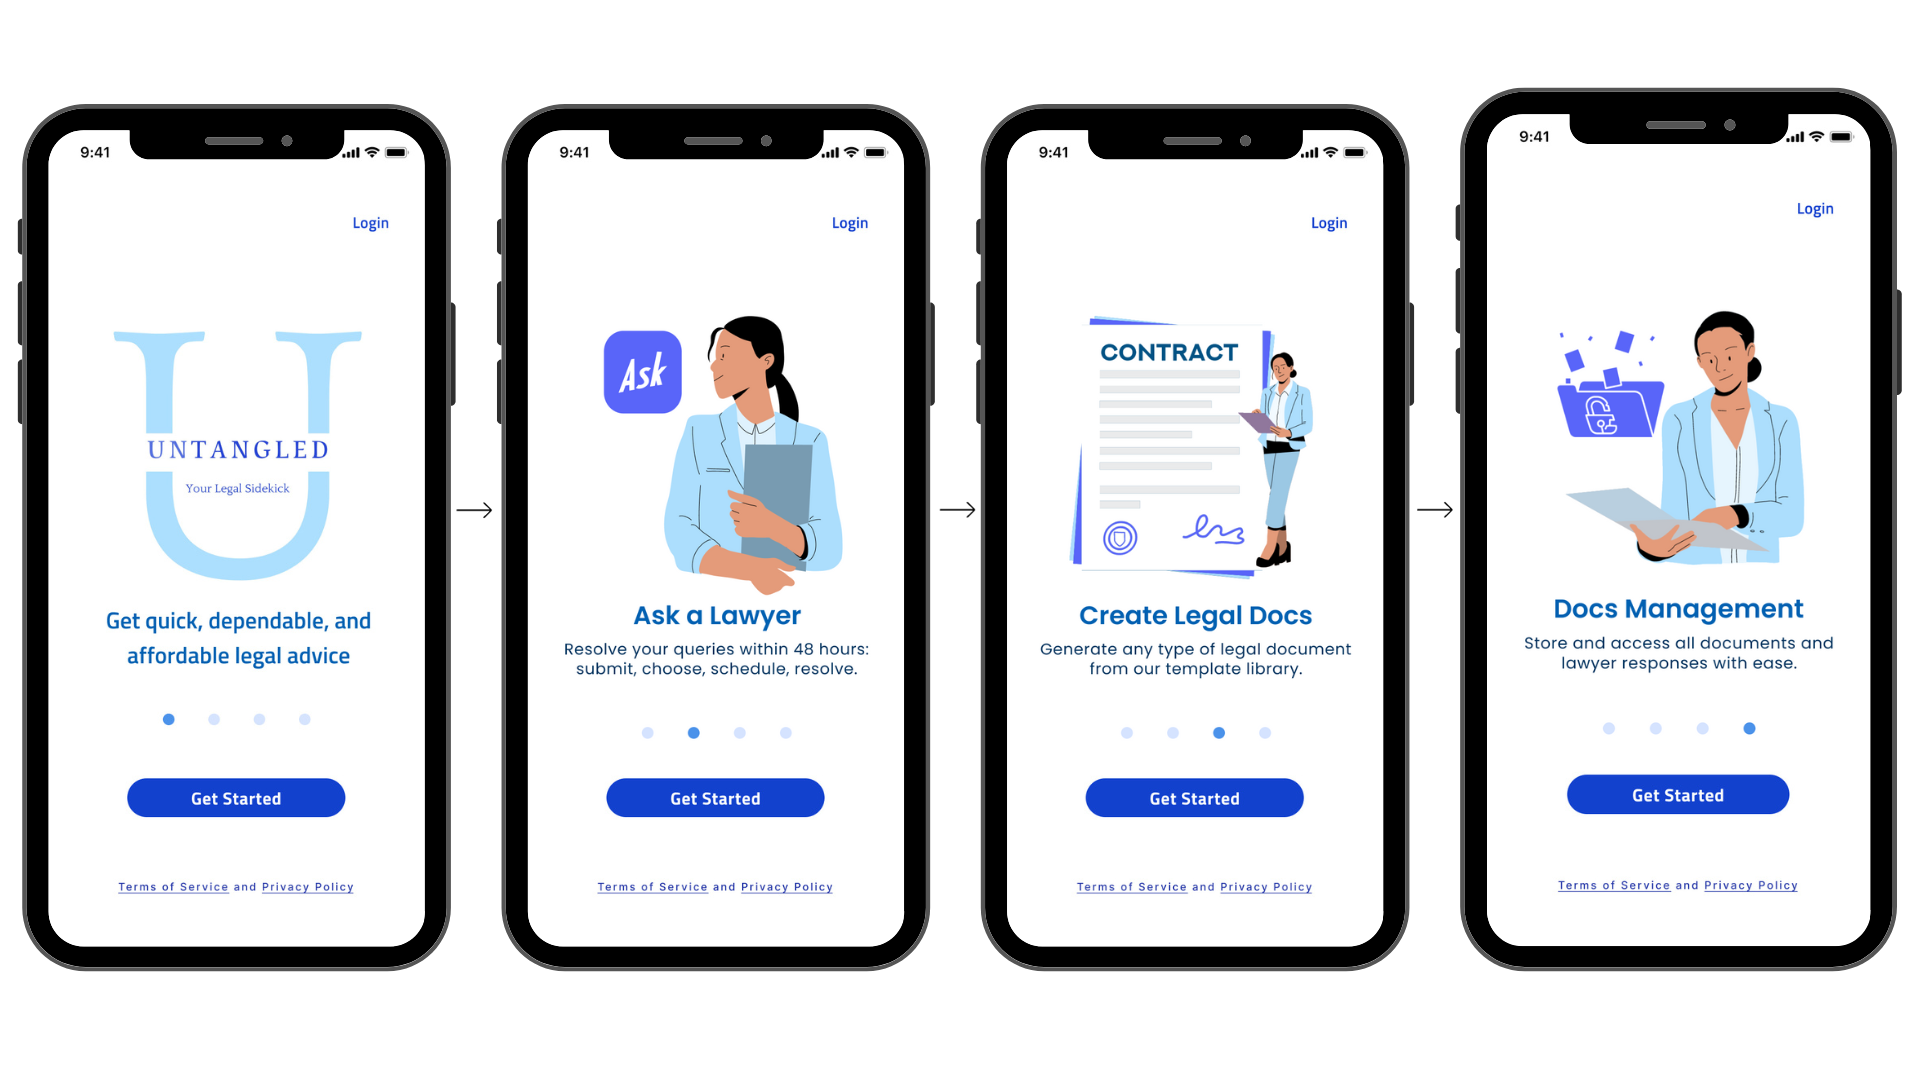 9:41
Login
UNTANGLED
Your Legal Sidekick
Get quick, dependable, and
affordable legal advice
Get Started
Terms of Service and Privacy Policy
9:41
Login
Ask
Ask a Lawyer
Resolve your queries within 48 hours:
submit, choose, schedule, resolve.
Get Started
Terms of Service and Privacy Policy
9:41
Login
CONTRACT
Create Legal Docs
Generate any type of legal document
from our template library.
Get Started
Terms of Service and Privacy Policy
9:41
Login
Docs Management
Store and access all documents and
lawyer responses with ease.
Get Started
Terms of Service and Privacy Policy